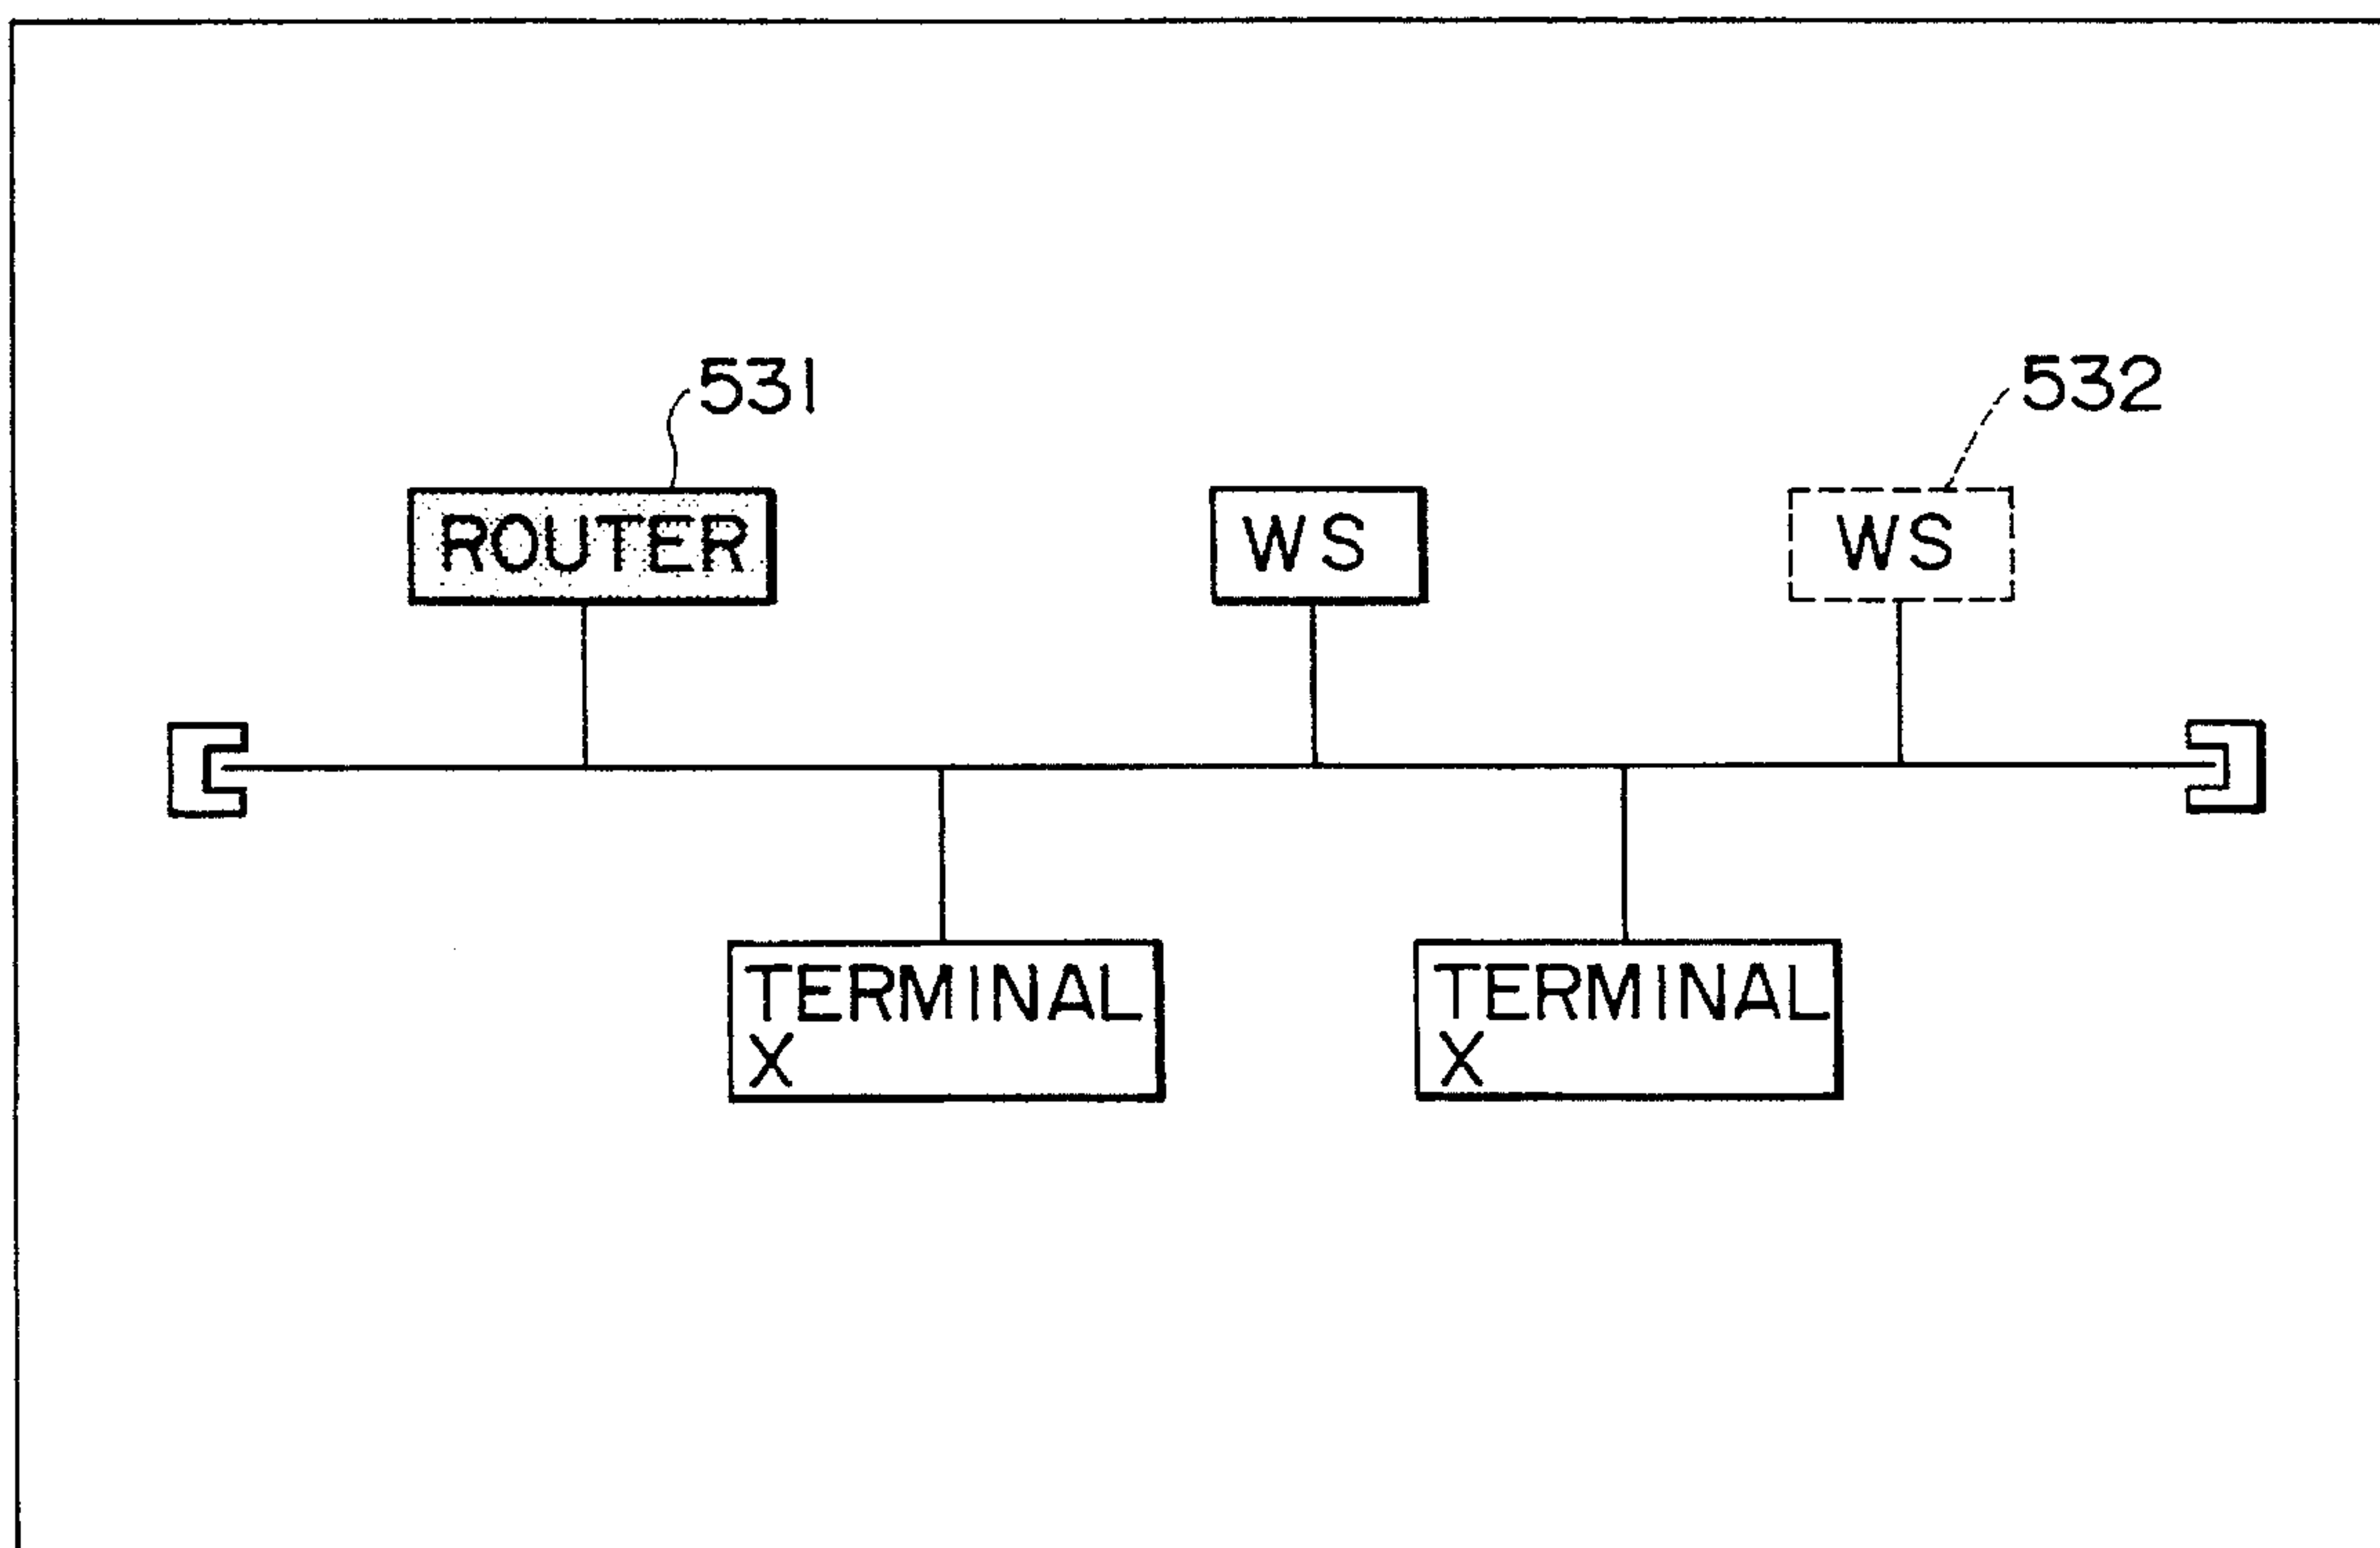 531
532
ROUTER
WS
WS
TERMINAL
X
TERMINAL
X